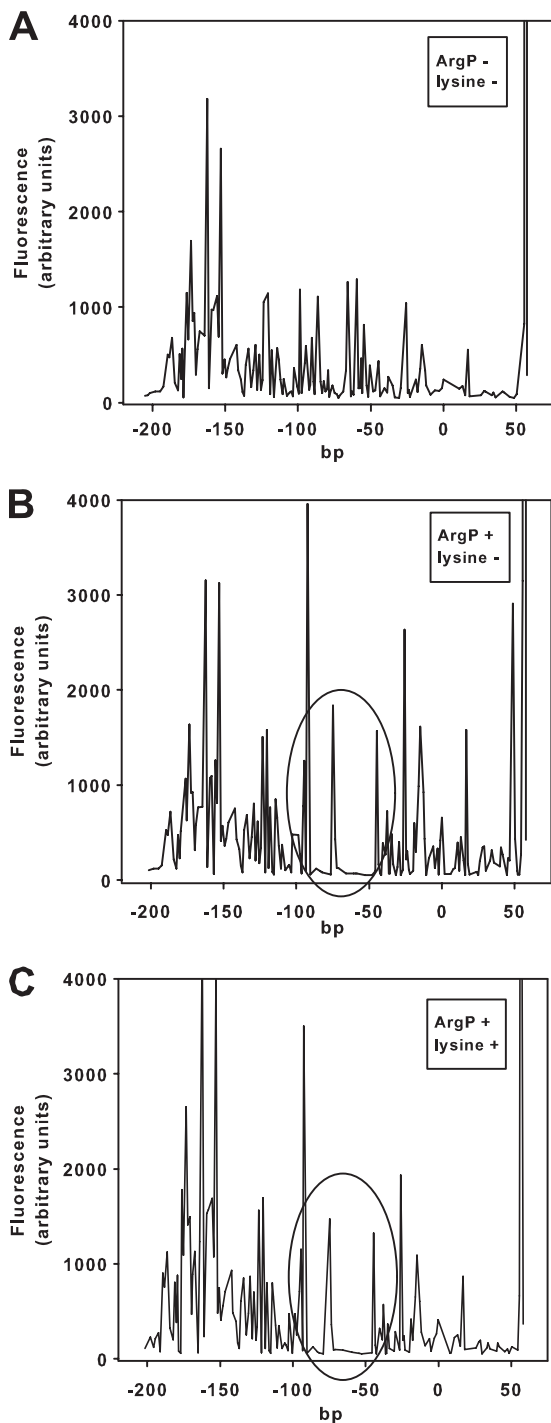 A
4000
3000
2000
1000
0
Fluorescence
(arbitrary units)
ArgP -
lysine -
-200 -150 -100 -50 0 50
bp
B
4000
3000
2000
1000
0
Fluorescence
(arbitrary units)
ArgP +
lysine -
-200 -150 -100 -50 0 50
bp
C
4000
3000
2000
1000
0
Fluorescence
(arbitrary units)
ArgP +
lysine +
-200 -150 -100 -50 0 50
bp